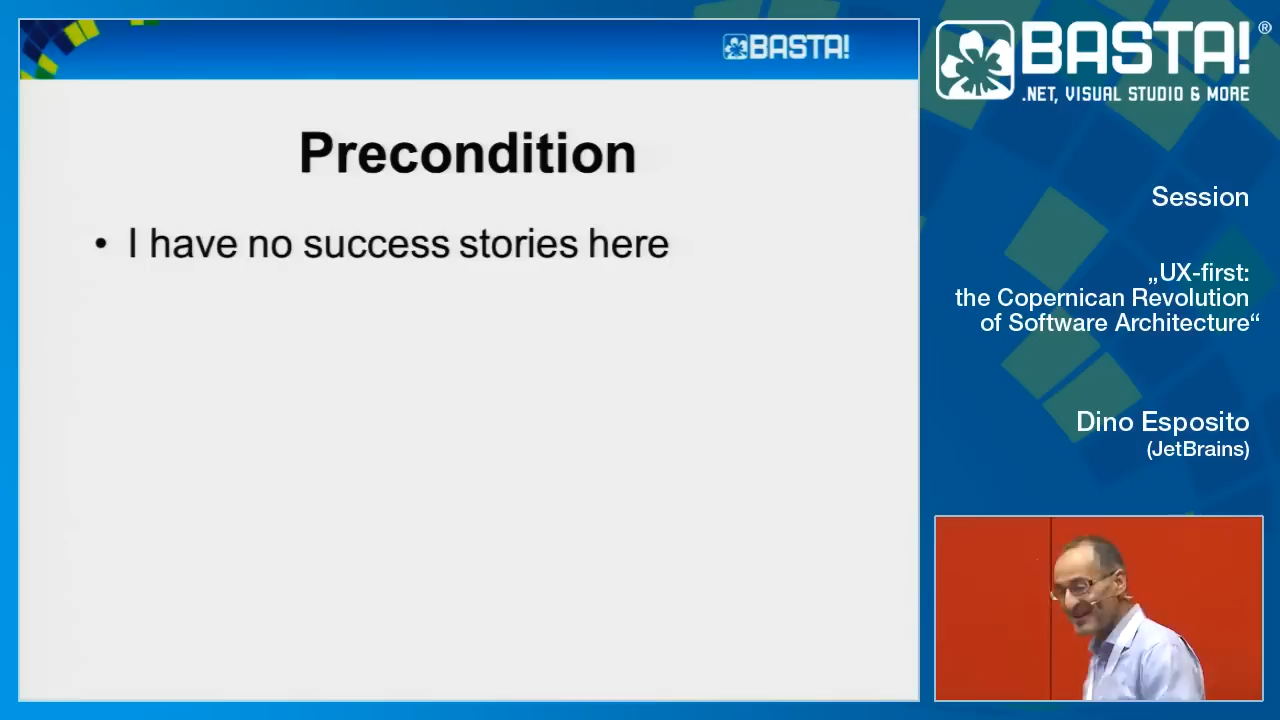 BASTA!
Precondition
• I have no success stories here
BASTA!®
.NET, VISUAL STUDIO & MORE
Session
„UX-first:
the Copernican Revolution
of Software Architecture“
Dino Esposito
(JetBrains)